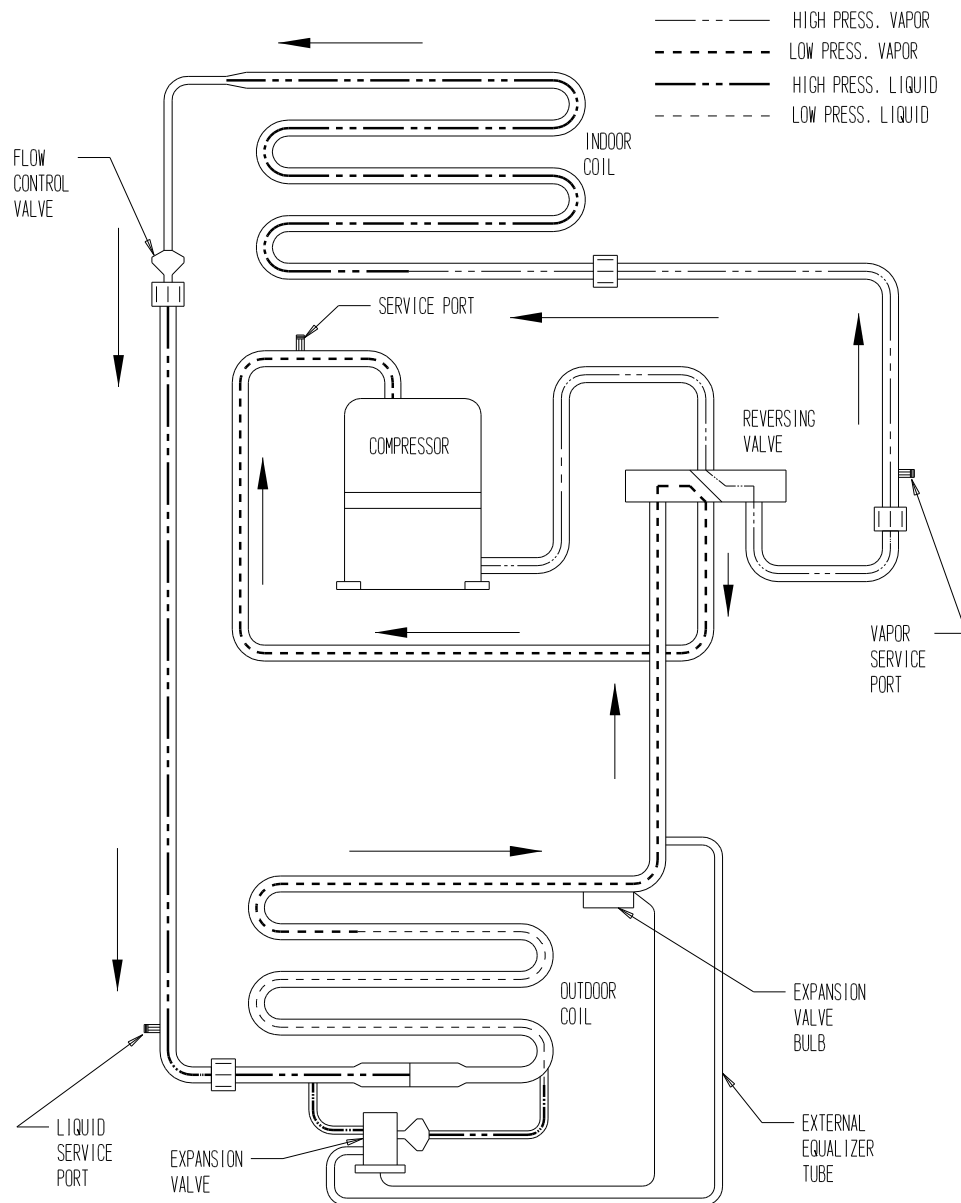 HIGH PRESS. VAPOR
LOW PRESS. VAPOR
HIGH PRESS. LIQUID
LOW PRESS. LIQUID
INDOOR
COIL
FLOW
CONTROL
VALVE
SERVICE PORT
REVERSING
VALVE
COMPRESSOR
VAPOR
SERVICE
PORT
OUTDOOR
COIL
EXPANSION
VALVE
BULB
LIQUID
SERVICE
PORT
EXPANSION
VALVE
EXTERNAL
EQUALIZER
TUBE